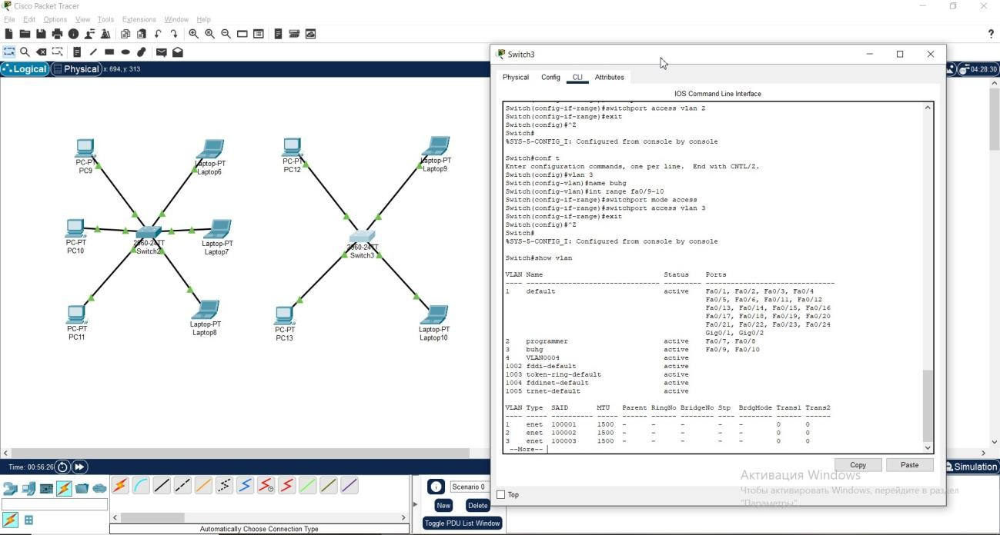 Cisco Packet Tracer
File Edit Options View Tools Extensions Window Help
?
Logical Physical x: 694, y: 313
04:28:30
PC-PT
PC9
Laptop-PT
Laptop6
PC-PT
PC10
2960-24TT
Switch2
Laptop-PT
Laptop7
PC-PT
PC11
Laptop-PT
Laptop8
PC-PT
PC12
Laptop-PT
Laptop9
2960-24TT
Switch3
PC-PT
PC13
Laptop-PT
Laptop10
Switch3
Physical Config CLI Attributes
IOS Command Line Interface
Switch(config-if-range)#switchport access vlan 2
Switch(config-if-range)#exit
Switch(config)#^Z
Switch#
%SYS-5-CONFIG_I: Configured from console by console
Switch#conf t
Enter configuration commands, one per line. End with CNTL/Z.
Switch(config)#vlan 3
Switch(config-vlan)#name buhg
Switch(config-vlan)#int range fa0/9-10
Switch(config-if-range)#switchport mode access
Switch(config-if-range)#switchport access vlan 3
Switch(config-if-range)#exit
Switch(config)#^Z
Switch#
%SYS-5-CONFIG_I: Configured from console by console
Switch#show vlan
VLAN Name Status Ports
---- -------------------------------- --------- -------------------------------
1 default active Fa0/1, Fa0/2, Fa0/3, Fa0/4
Fa0/5, Fa0/6, Fa0/11, Fa0/12
Fa0/13, Fa0/14, Fa0/15, Fa0/16
Fa0/17, Fa0/18, Fa0/19, Fa0/20
Fa0/21, Fa0/22, Fa0/23, Fa0/24
Gig0/1, Gig0/2
2 programmer active Fa0/7, Fa0/8
3 buhg active Fa0/9, Fa0/10
4 VLAN0004 active
1002 fddi-default active
1003 token-ring-default active
1004 fddinet-default active
1005 trnet-default active
VLAN Type SAID MTU Parent RingNo BridgeNo Stp BrdgMode Trans1 Trans2
---- ----- ---------- ----- ------ ------ -------- ---- -------- ------ ------
1 enet 100001 1500 - - - - - 0 0
2 enet 100002 1500 - - - - - 0 0
3 enet 100003 1500 - - - - - 0 0
--More--
Copy Paste
Top
Активация Windows
Чтобы активировать Windows, перейдите в раздел
"Параметры".
Time: 00:56:26
Simulation
Scenario 0
New Delete
Toggle PDU List Window
Automatically Choose Connection Type